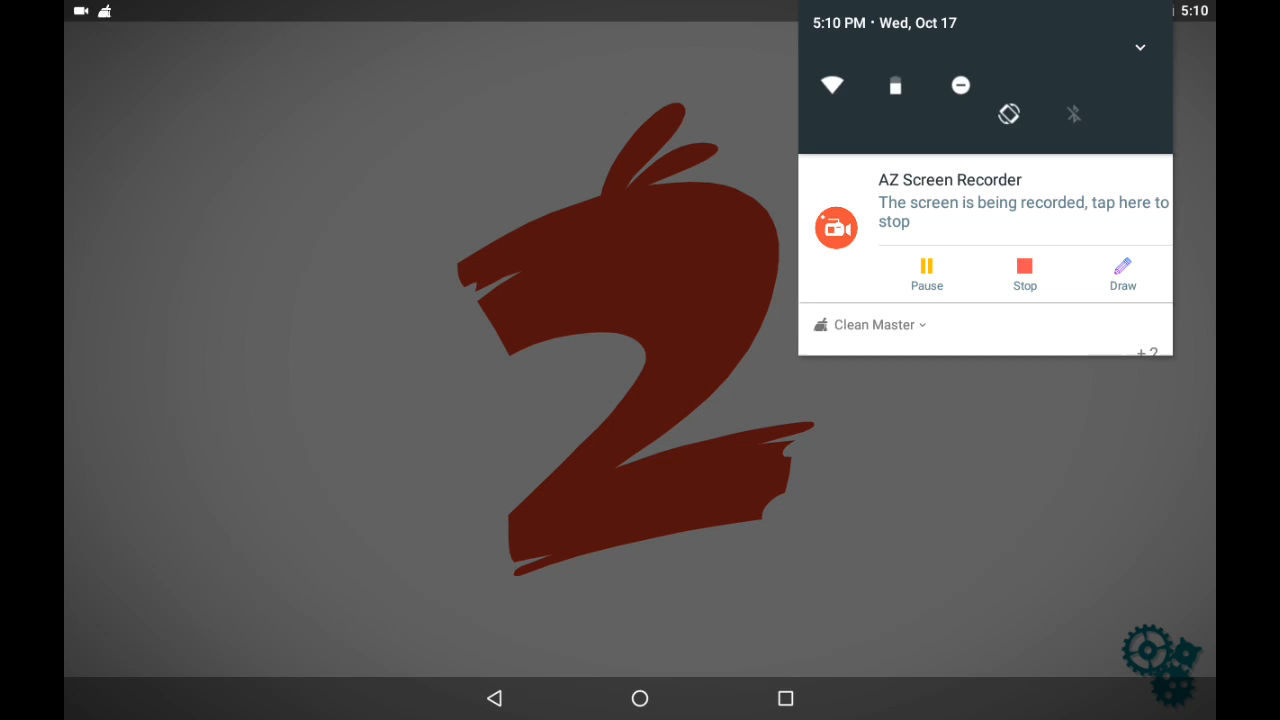 5:10
5:10 PM • Wed, Oct 17
AZ Screen Recorder
The screen is being recorded, tap here to
stop
Pause
Stop
Draw
Clean Master
2